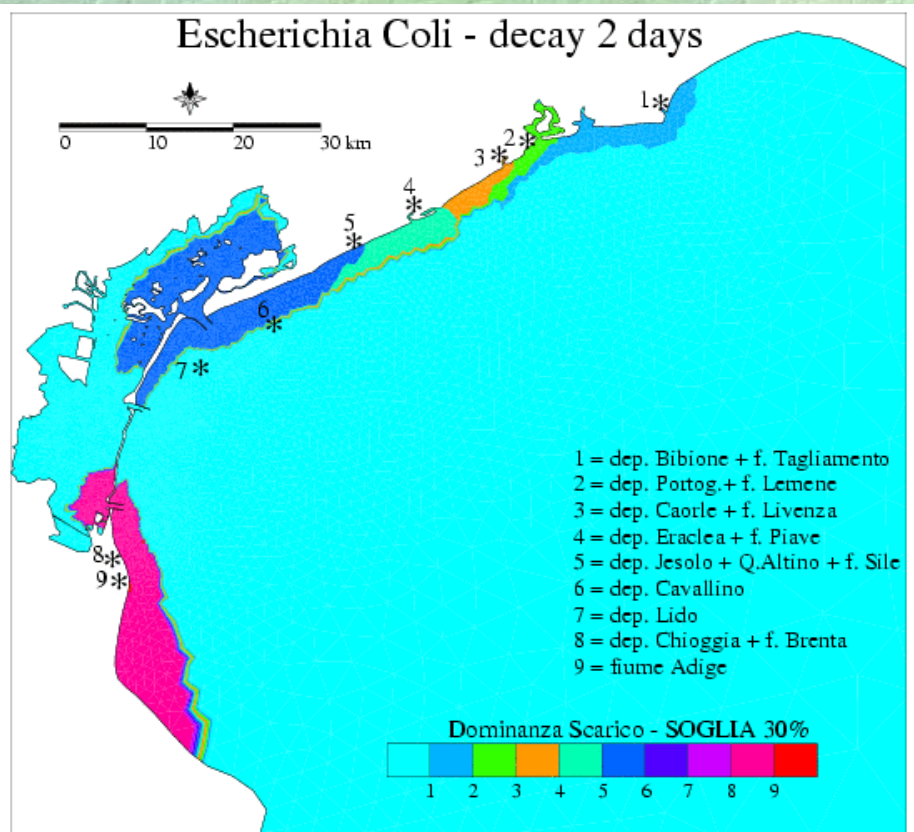 Escherichia Coli - decay 2 days
0 10 20 30 km
1
2
3
4
5
6
7
8
9
1 = dep. Bibione + f. Tagliamento
2 = dep. Portog.+ f. Lemene
3 = dep. Caorle + f. Livenza
4 = dep. Eraclea + f. Piave
5 = dep. Jesolo + Q.Altino + f. Sile
6 = dep. Cavallino
7 = dep. Lido
8 = dep. Chioggia + f. Brenta
9 = fiume Adige
Dominanza Scarico - SOGLIA 30%
1 2 3 4 5 6 7 8 9